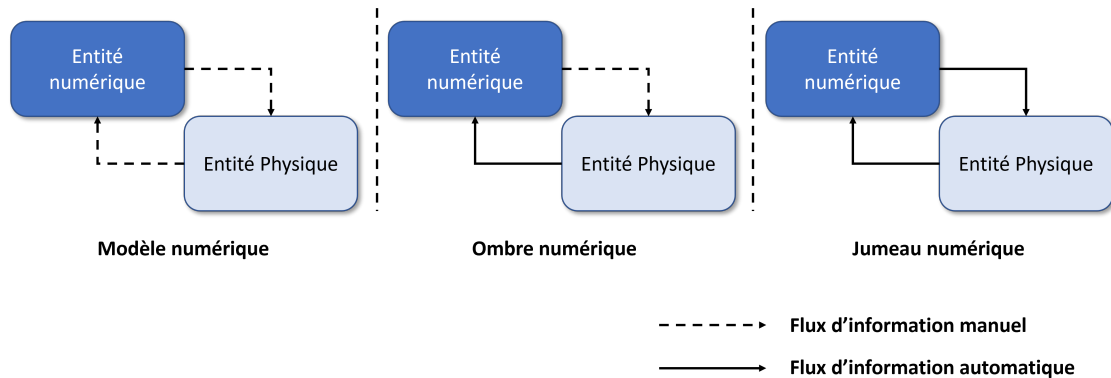 Entité
numérique
Entité Physique
Modèle numérique
Entité
numérique
Entité Physique
Ombre numérique
Entité
numérique
Entité Physique
Jumeau numérique
Flux d’information manuel
Flux d’information automatique